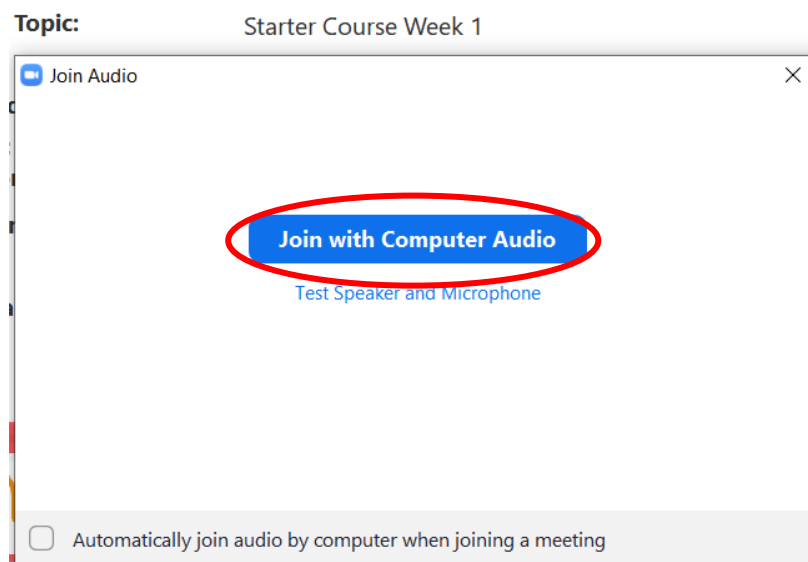 Topic: Starter Course Week 1
Join Audio
Join with Computer Audio
Test Speaker and Microphone
Automatically join audio by computer when joining a meeting